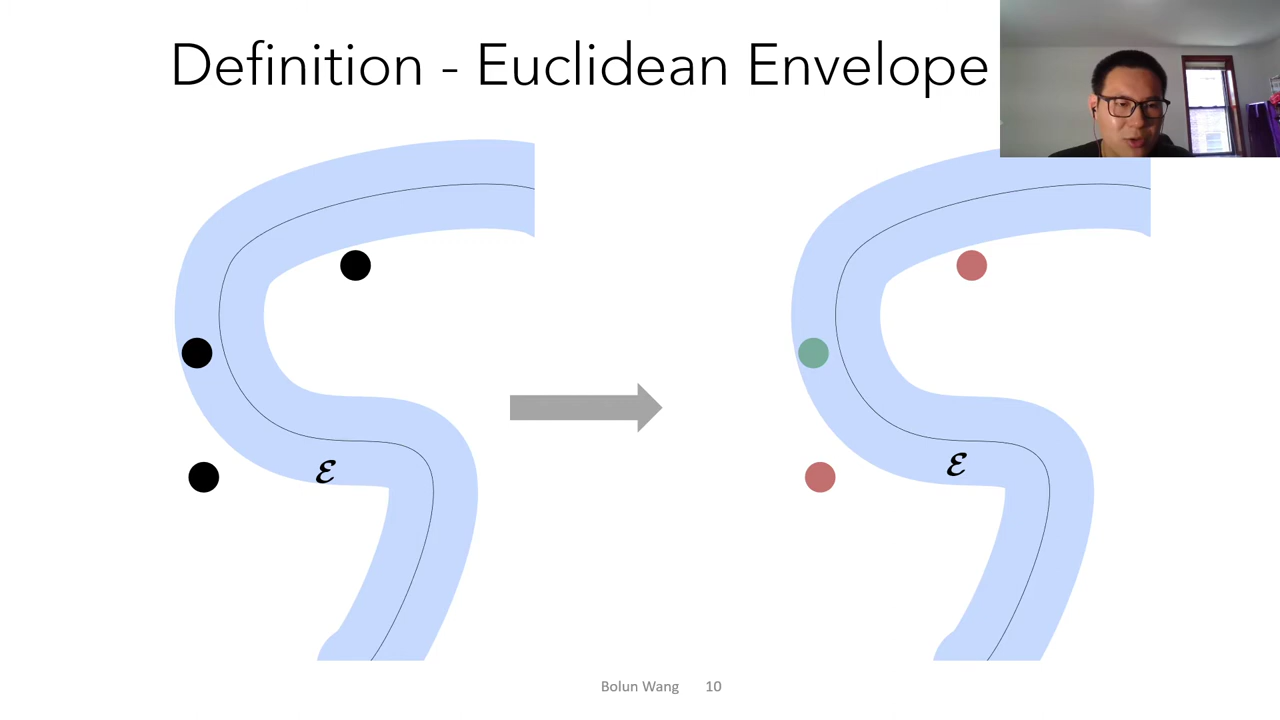 Definition - Euclidean Envelope
ℰ
ℰ
Bolun Wang 10